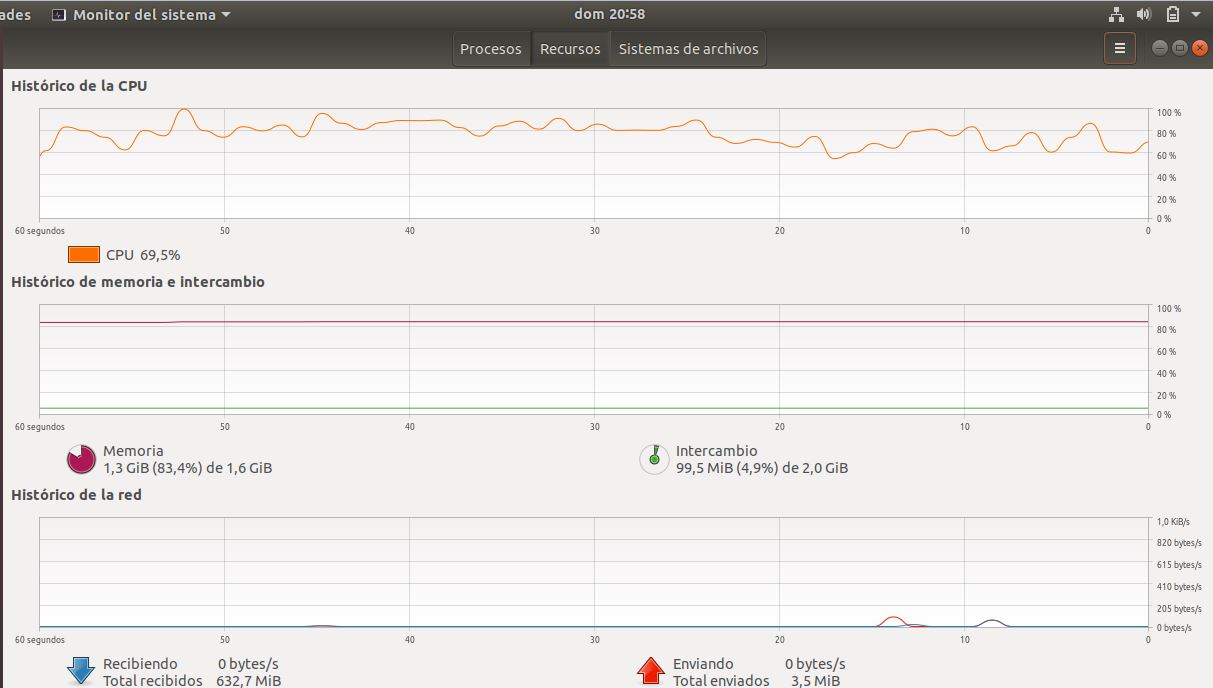 ades Monitor del sistema dom 20:58
Procesos Recursos Sistemas de archivos
Histórico de la CPU
100 %
80 %
60 %
40 %
20 %
0 %
60 segundos 50 40 30 20 10 0
CPU 69,5%
Histórico de memoria e intercambio
100 %
80 %
60 %
40 %
20 %
0 %
60 segundos 50 40 30 20 10 0
Memoria
1,3 GiB (83,4%) de 1,6 GiB
Intercambio
99,5 MiB (4,9%) de 2,0 GiB
Histórico de la red
1,0 KiB/s
820 bytes/s
615 bytes/s
410 bytes/s
205 bytes/s
0 bytes/s
60 segundos 50 40 30 20 10 0
Recibiendo 0 bytes/s
Total recibidos 632,7 MiB
Enviando 0 bytes/s
Total enviados 3,5 MiB